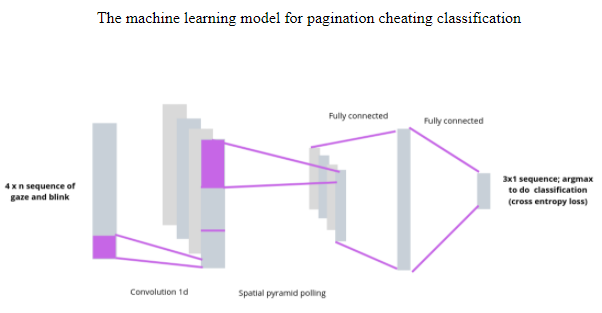 The machine learning model for pagination cheating classification
Fully connected
Fully connected
4 x n sequence of
gaze and blink
3x1 sequence; argmax
to do classification
(cross entropy loss)
Convolution 1d
Spatial pyramid polling